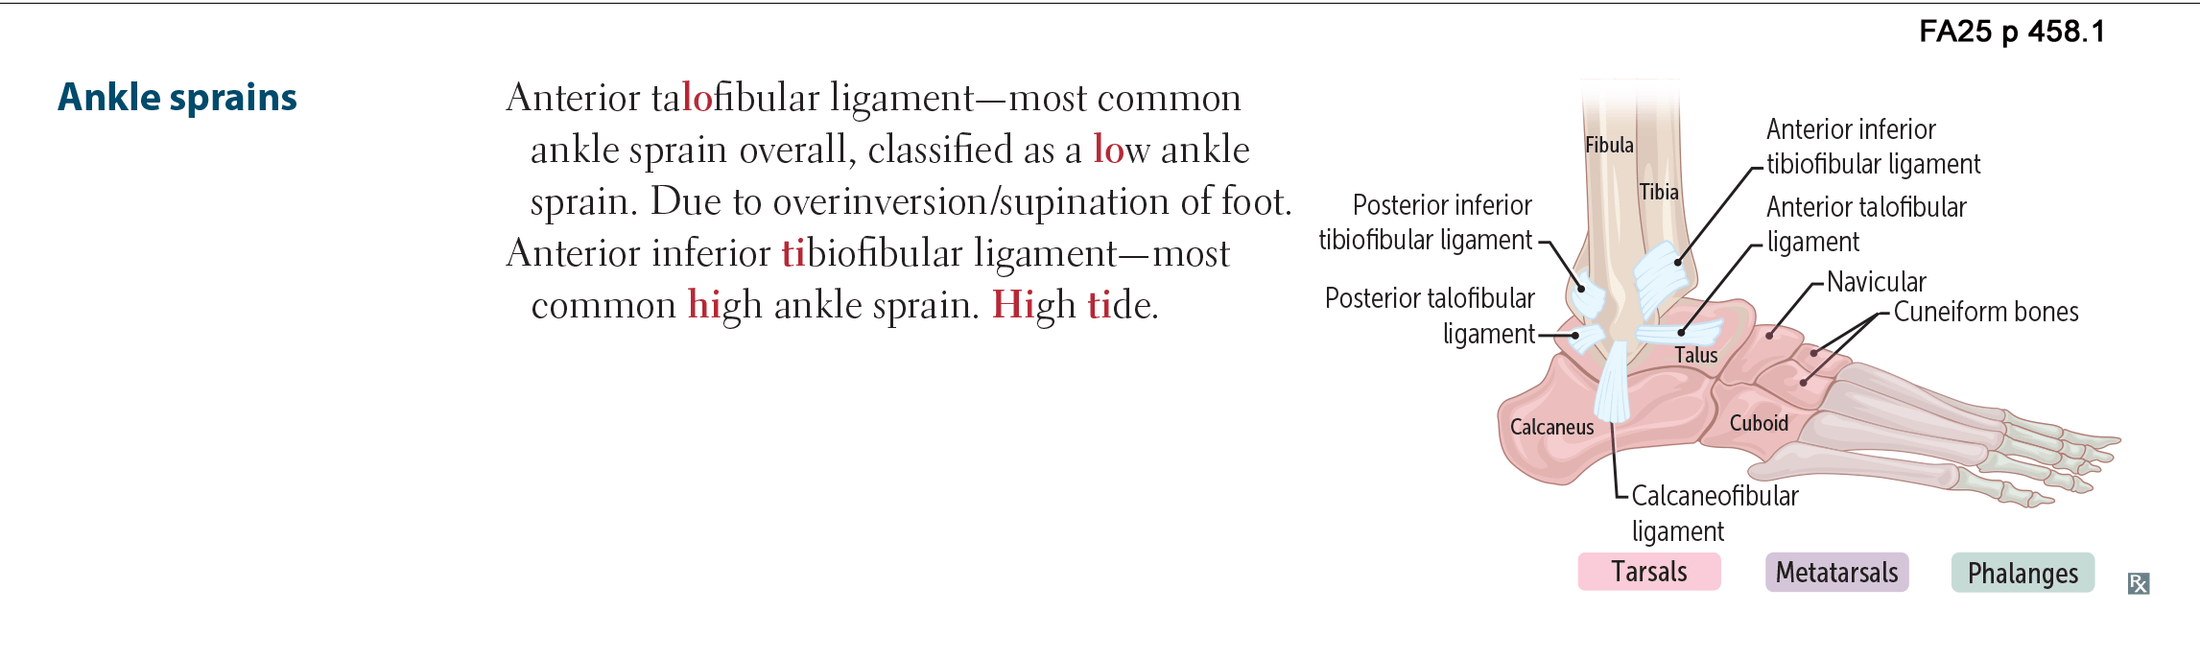 FA25 p 458.1
Ankle sprains
Anterior talofibular ligament—most common
ankle sprain overall, classified as a low ankle
sprain. Due to overinversion/supination of foot.
Anterior inferior tibiofibular ligament—most
common high ankle sprain. High tide.
Fibula
Tibia
Anterior inferior
tibiofibular ligament
Anterior talofibular
ligament
Posterior inferior
tibiofibular ligament
Navicular
Posterior talofibular
ligament
Cuneiform bones
Talus
Calcaneus
Cuboid
Calcaneofibular
ligament
Tarsals
Metatarsals
Phalanges
Rx